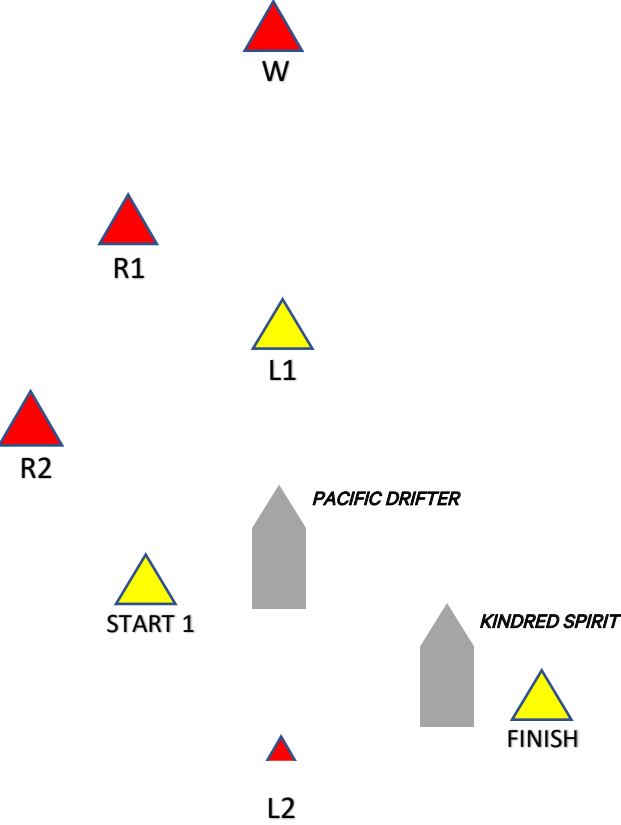 W
R1
L1
R2
PACIFIC DRIFTER
START 1
KINDRED SPIRIT
FINISH
L2